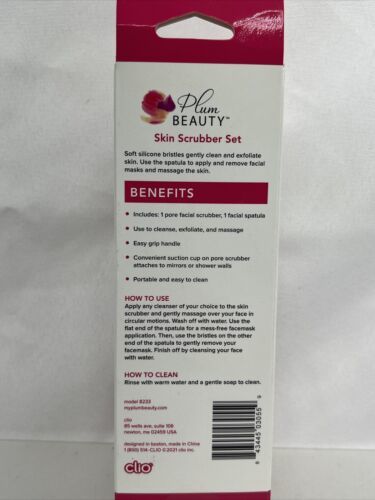 Plum
BEAUTY™
Skin Scrubber Set
Soft silicone bristles gently clean and exfoliate
skin. Use the spatula to apply and remove facial
masks and massage the skin.
BENEFITS
• Includes: 1 pore facial scrubber, 1 facial spatula
• Use to cleanse, exfoliate, and massage
• Easy grip handle
• Convenient suction cup on pore scrubber
attaches to mirrors or shower walls
• Portable and easy to clean
HOW TO USE
Apply any cleanser of your choice to the skin
scrubber and gently massage over your face in
circular motions. Wash off with water. Use the
flat end of the spatula for a mess-free facemask
application. Then, use the bristles on the other
end of the spatula to gently remove your
facemask. Finish off by cleansing your face
with water.
HOW TO CLEAN
Rinse with warm water and a gentle soap to clean.
model 8233
myplumbeauty.com
clio
85 wells ave, suite 108
newton, ma 02459 USA
designed in boston, made in China
1 (800) 514-CLIO ©2021 clio inc.
clio
8 43445 03055 9